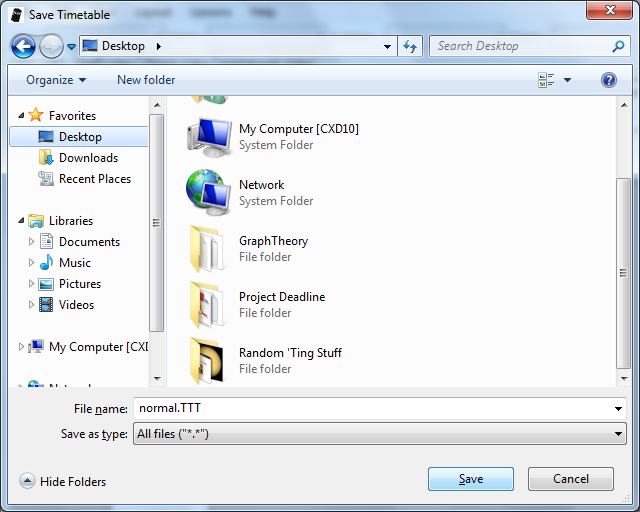 Save Timetable
Desktop
Search Desktop
Organize
New folder
Favorites
Desktop
Downloads
Recent Places
Libraries
Documents
Music
Pictures
Videos
My Computer [CXD
My Computer [CXD10]
System Folder
Network
System Folder
GraphTheory
File folder
Project Deadline
File folder
Random 'Ting Stuff
File folder
File name: normal.TTT
Save as type: All files ("*.*")
Hide Folders
Save
Cancel